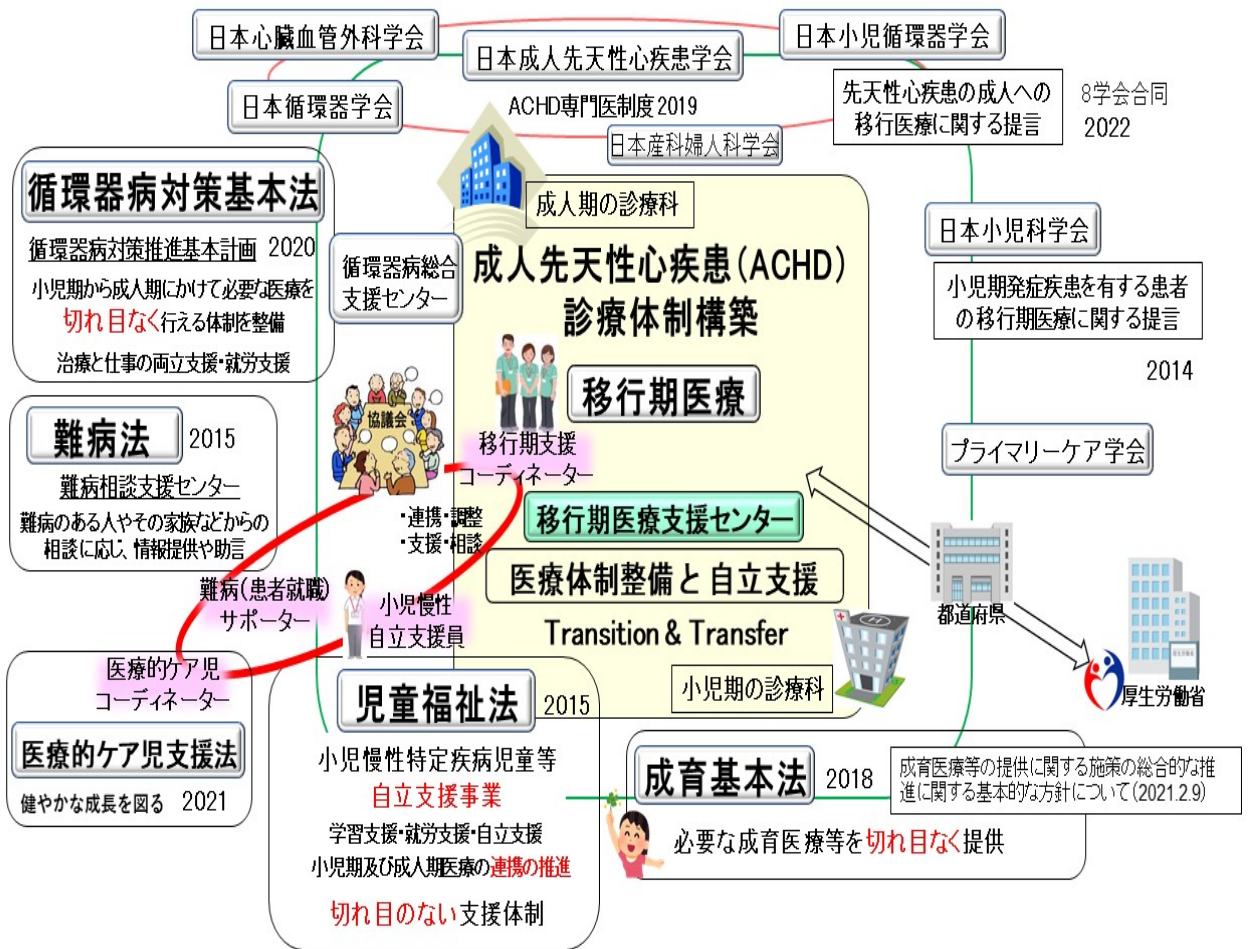 日本心臓血管外科学会
日本小児循環器学会
日本成人先天性心疾患学会
日本循環器学会
ACHD専門医制度 2019
日本産科婦人科学会
先天性心疾患の成人への
移行医療に関する提言
8学会合同
2022
循環器病対策基本法
循環器病対策推進基本計画 2020
小児期から成人期にかけて必要な医療を
切れ目なく行える体制を整備
治療と仕事の両立支援・就労支援
循環器病総合
支援センター
成人期の診療科
成人先天性心疾患(ACHD)
診療体制構築
移行期医療
日本小児科学会
小児期発症疾患を有する患者
の移行期医療に関する提言
2014
難病法 2015
難病相談支援センター
難病のある人やその家族などからの
相談に応じ、情報提供や助言
協議会
移行期支援
コーディネーター
・連携・調整
・支援・相談
プライマリーケア学会
移行期医療支援センター
医療体制整備と自立支援
Transition & Transfer
小児期の診療科
都道府県
厚生労働省
難病(患者就職)
サポーター
小児慢性
自立支援員
医療的ケア児
コーディネーター
医療的ケア児支援法
健やかな成長を図る 2021
児童福祉法 2015
小児慢性特定疾病児童等
自立支援事業
学習支援・就労支援・自立支援
小児期及び成人期医療の連携の推進
切れ目のない支援体制
成育基本法 2018
成育医療等の提供に関する施策の総合的な推
進に関する基本的な方針について(2021.2.9)
必要な成育医療等を切れ目なく提供